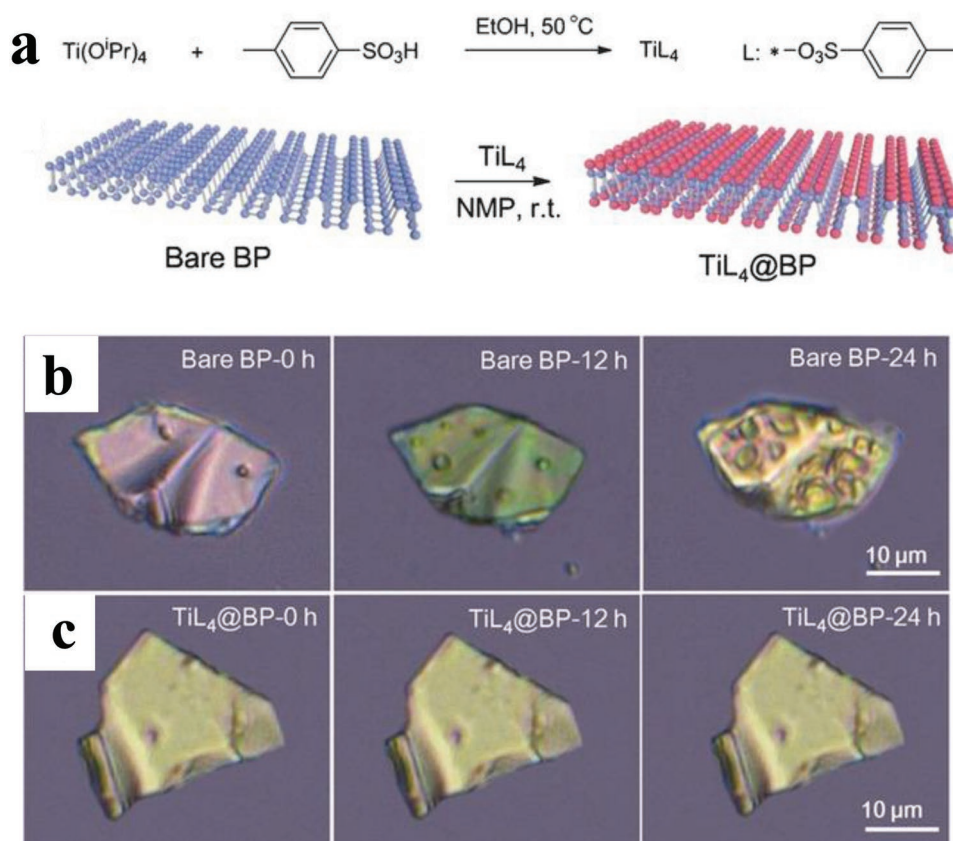 a
Ti(OⁱPr)₄ + SO₃H EtOH, 50 °C TiL₄ L: *–O₃S
TiL₄
NMP, r.t.
Bare BP
TiL₄@BP
b
Bare BP-0 h
Bare BP-12 h
Bare BP-24 h
10 µm
c
TiL₄@BP-0 h
TiL₄@BP-12 h
TiL₄@BP-24 h
10 µm